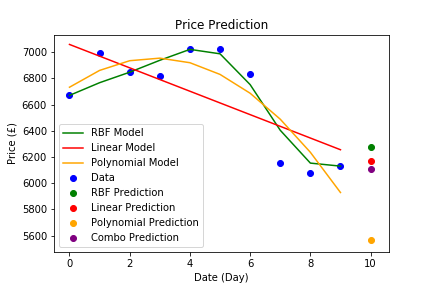 Price Prediction
Price (£)
7000
6800
6600
6400
6200
6000
5800
5600
RBF Model
Linear Model
Polynomial Model
Data
RBF Prediction
Linear Prediction
Polynomial Prediction
Combo Prediction
0 2 4 6 8 10
Date (Day)